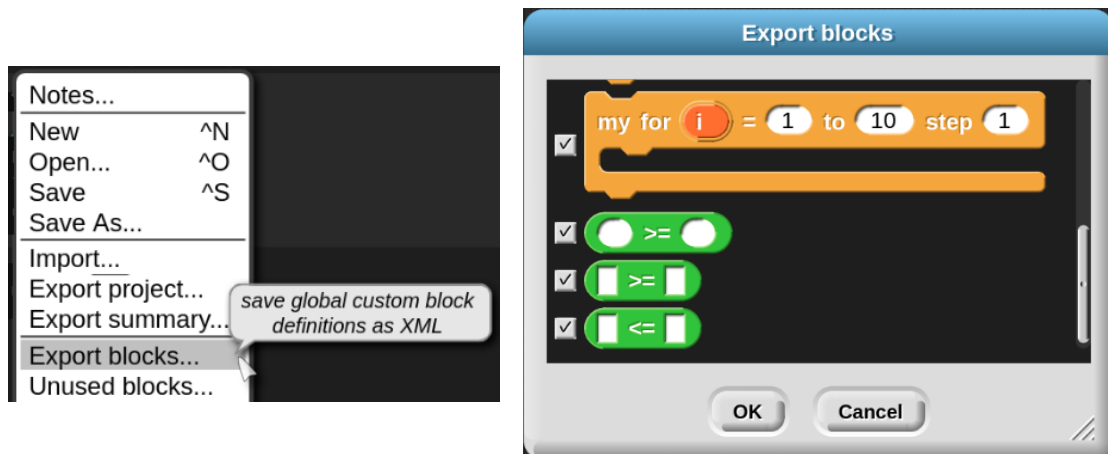 Notes...
New ^N
Open... ^O
Save ^S
Save As...
Import...
Export project...
Export summary...
Export blocks...
Unused blocks...
save global custom block
definitions as XML
Export blocks
my for i = 1 to 10 step 1
>=
>=
<=
OK Cancel